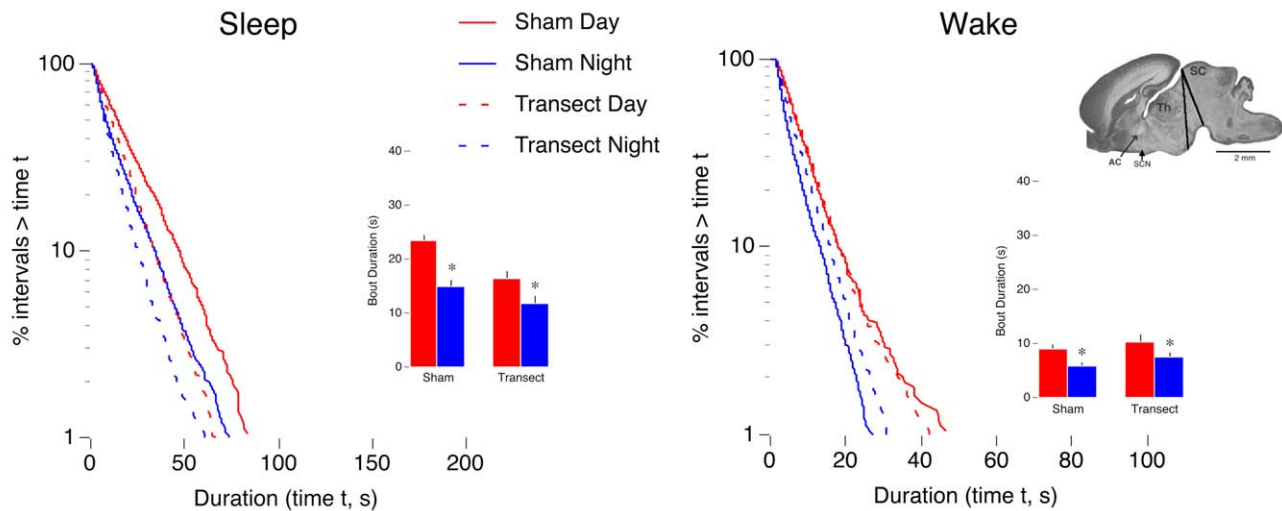 Sleep
Sham Day
Sham Night
Transect Day
Transect Night
% intervals > time t
100
10
1
0
50
100
150
200
Duration (time t, s)
Bout Duration (s)
40
30
20
10
0
*
*
Sham
Transect
Wake
% intervals > time t
100
10
1
0
20
40
60
80
100
Duration (time t, s)
SC
Th
AC
SCN
2 mm
Bout Duration (s)
40
30
20
10
0
*
*
Sham
Transect